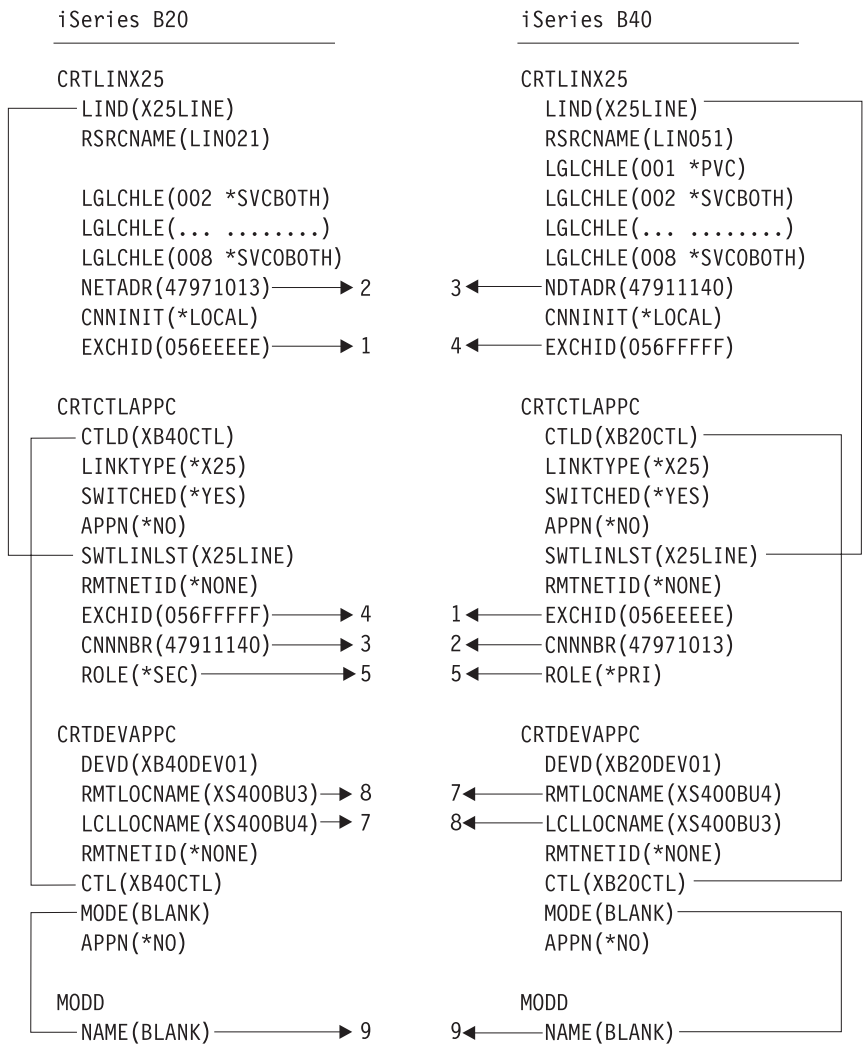 iSeries B20
CRTLINX25
LIND(X25LINE)
RSRCNAME(LIN021)
LGLCHLE(002 *SVCBOTH)
LGLCHLE(... ........)
LGLCHLE(008 *SVCOBOTH)
NETADR(47971013) 2
CNNINIT(*LOCAL)
EXCHID(056EEEEE) 1
CRTCTLAPPC
CTLD(XB40CTL)
LINKTYPE(*X25)
SWITCHED(*YES)
APPN(*NO)
SWTLINLST(X25LINE)
RMTNETID(*NONE)
EXCHID(056FFFFF) 4
CNNNBR(47911140) 3
ROLE(*SEC) 5
CRTDEVAPPC
DEVD(XB40DEV01)
RMTLOCNAME(XS400BU3) 8
LCLLOCNAME(XS400BU4) 7
RMTNETID(*NONE)
CTL(XB40CTL)
MODE(BLANK)
APPN(*NO)
MODD
NAME(BLANK) 9
iSeries B40
CRTLINX25
LIND(X25LINE)
RSRCNAME(LIN051)
LGLCHLE(001 *PVC)
LGLCHLE(002 *SVCBOTH)
LGLCHLE(... ........)
LGLCHLE(008 *SVCOBOTH)
3 NDTADR(47911140)
CNNINIT(*LOCAL)
4 EXCHID(056FFFFF)
CRTCTLAPPC
CTLD(XB20CTL)
LINKTYPE(*X25)
SWITCHED(*YES)
APPN(*NO)
SWTLINLST(X25LINE)
RMTNETID(*NONE)
1 EXCHID(056EEEEE)
2 CNNNBR(47971013)
5 ROLE(*PRI)
CRTDEVAPPC
DEVD(XB20DEV01)
7 RMTLOCNAME(XS400BU4)
8 LCLLOCNAME(XS400BU3)
RMTNETID(*NONE)
CTL(XB20CTL)
MODE(BLANK)
APPN(*NO)
MODD
9 NAME(BLANK)